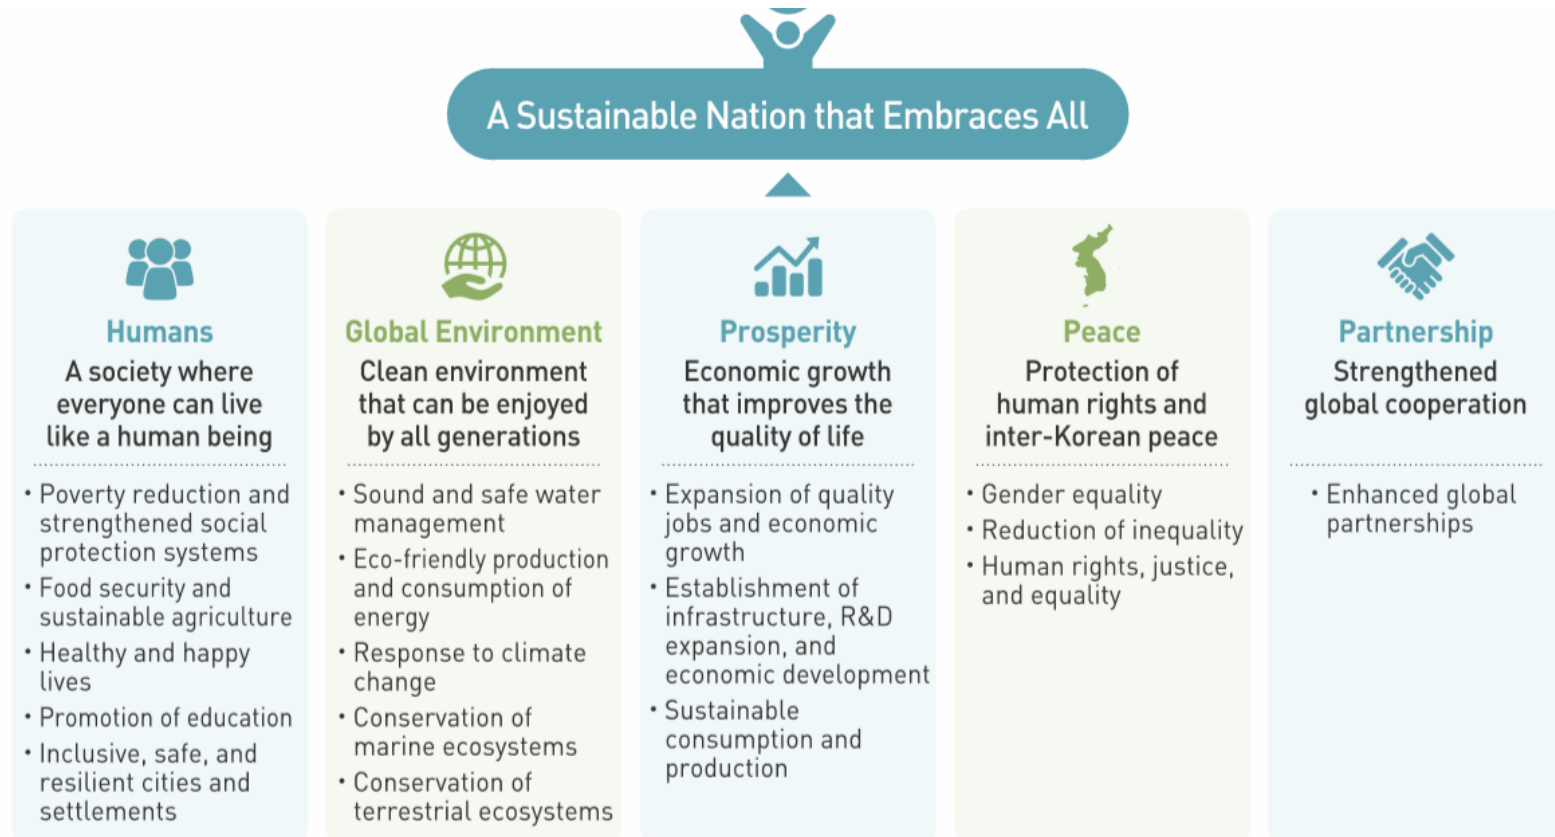 A Sustainable Nation that Embraces All
Humans
A society where
everyone can live
like a human being
• Poverty reduction and
strengthened social
protection systems
• Food security and
sustainable agriculture
• Healthy and happy
lives
• Promotion of education
• Inclusive, safe, and
resilient cities and
settlements
Global Environment
Clean environment
that can be enjoyed
by all generations
• Sound and safe water
management
• Eco-friendly production
and consumption of
energy
• Response to climate
change
• Conservation of
marine ecosystems
• Conservation of
terrestrial ecosystems
Prosperity
Economic growth
that improves the
quality of life
• Expansion of quality
jobs and economic
growth
• Establishment of
infrastructure, R&D
expansion, and
economic development
• Sustainable
consumption and
production
Peace
Protection of
human rights and
inter-Korean peace
• Gender equality
• Reduction of inequality
• Human rights, justice,
and equality
Partnership
Strengthened
global cooperation
• Enhanced global
partnerships